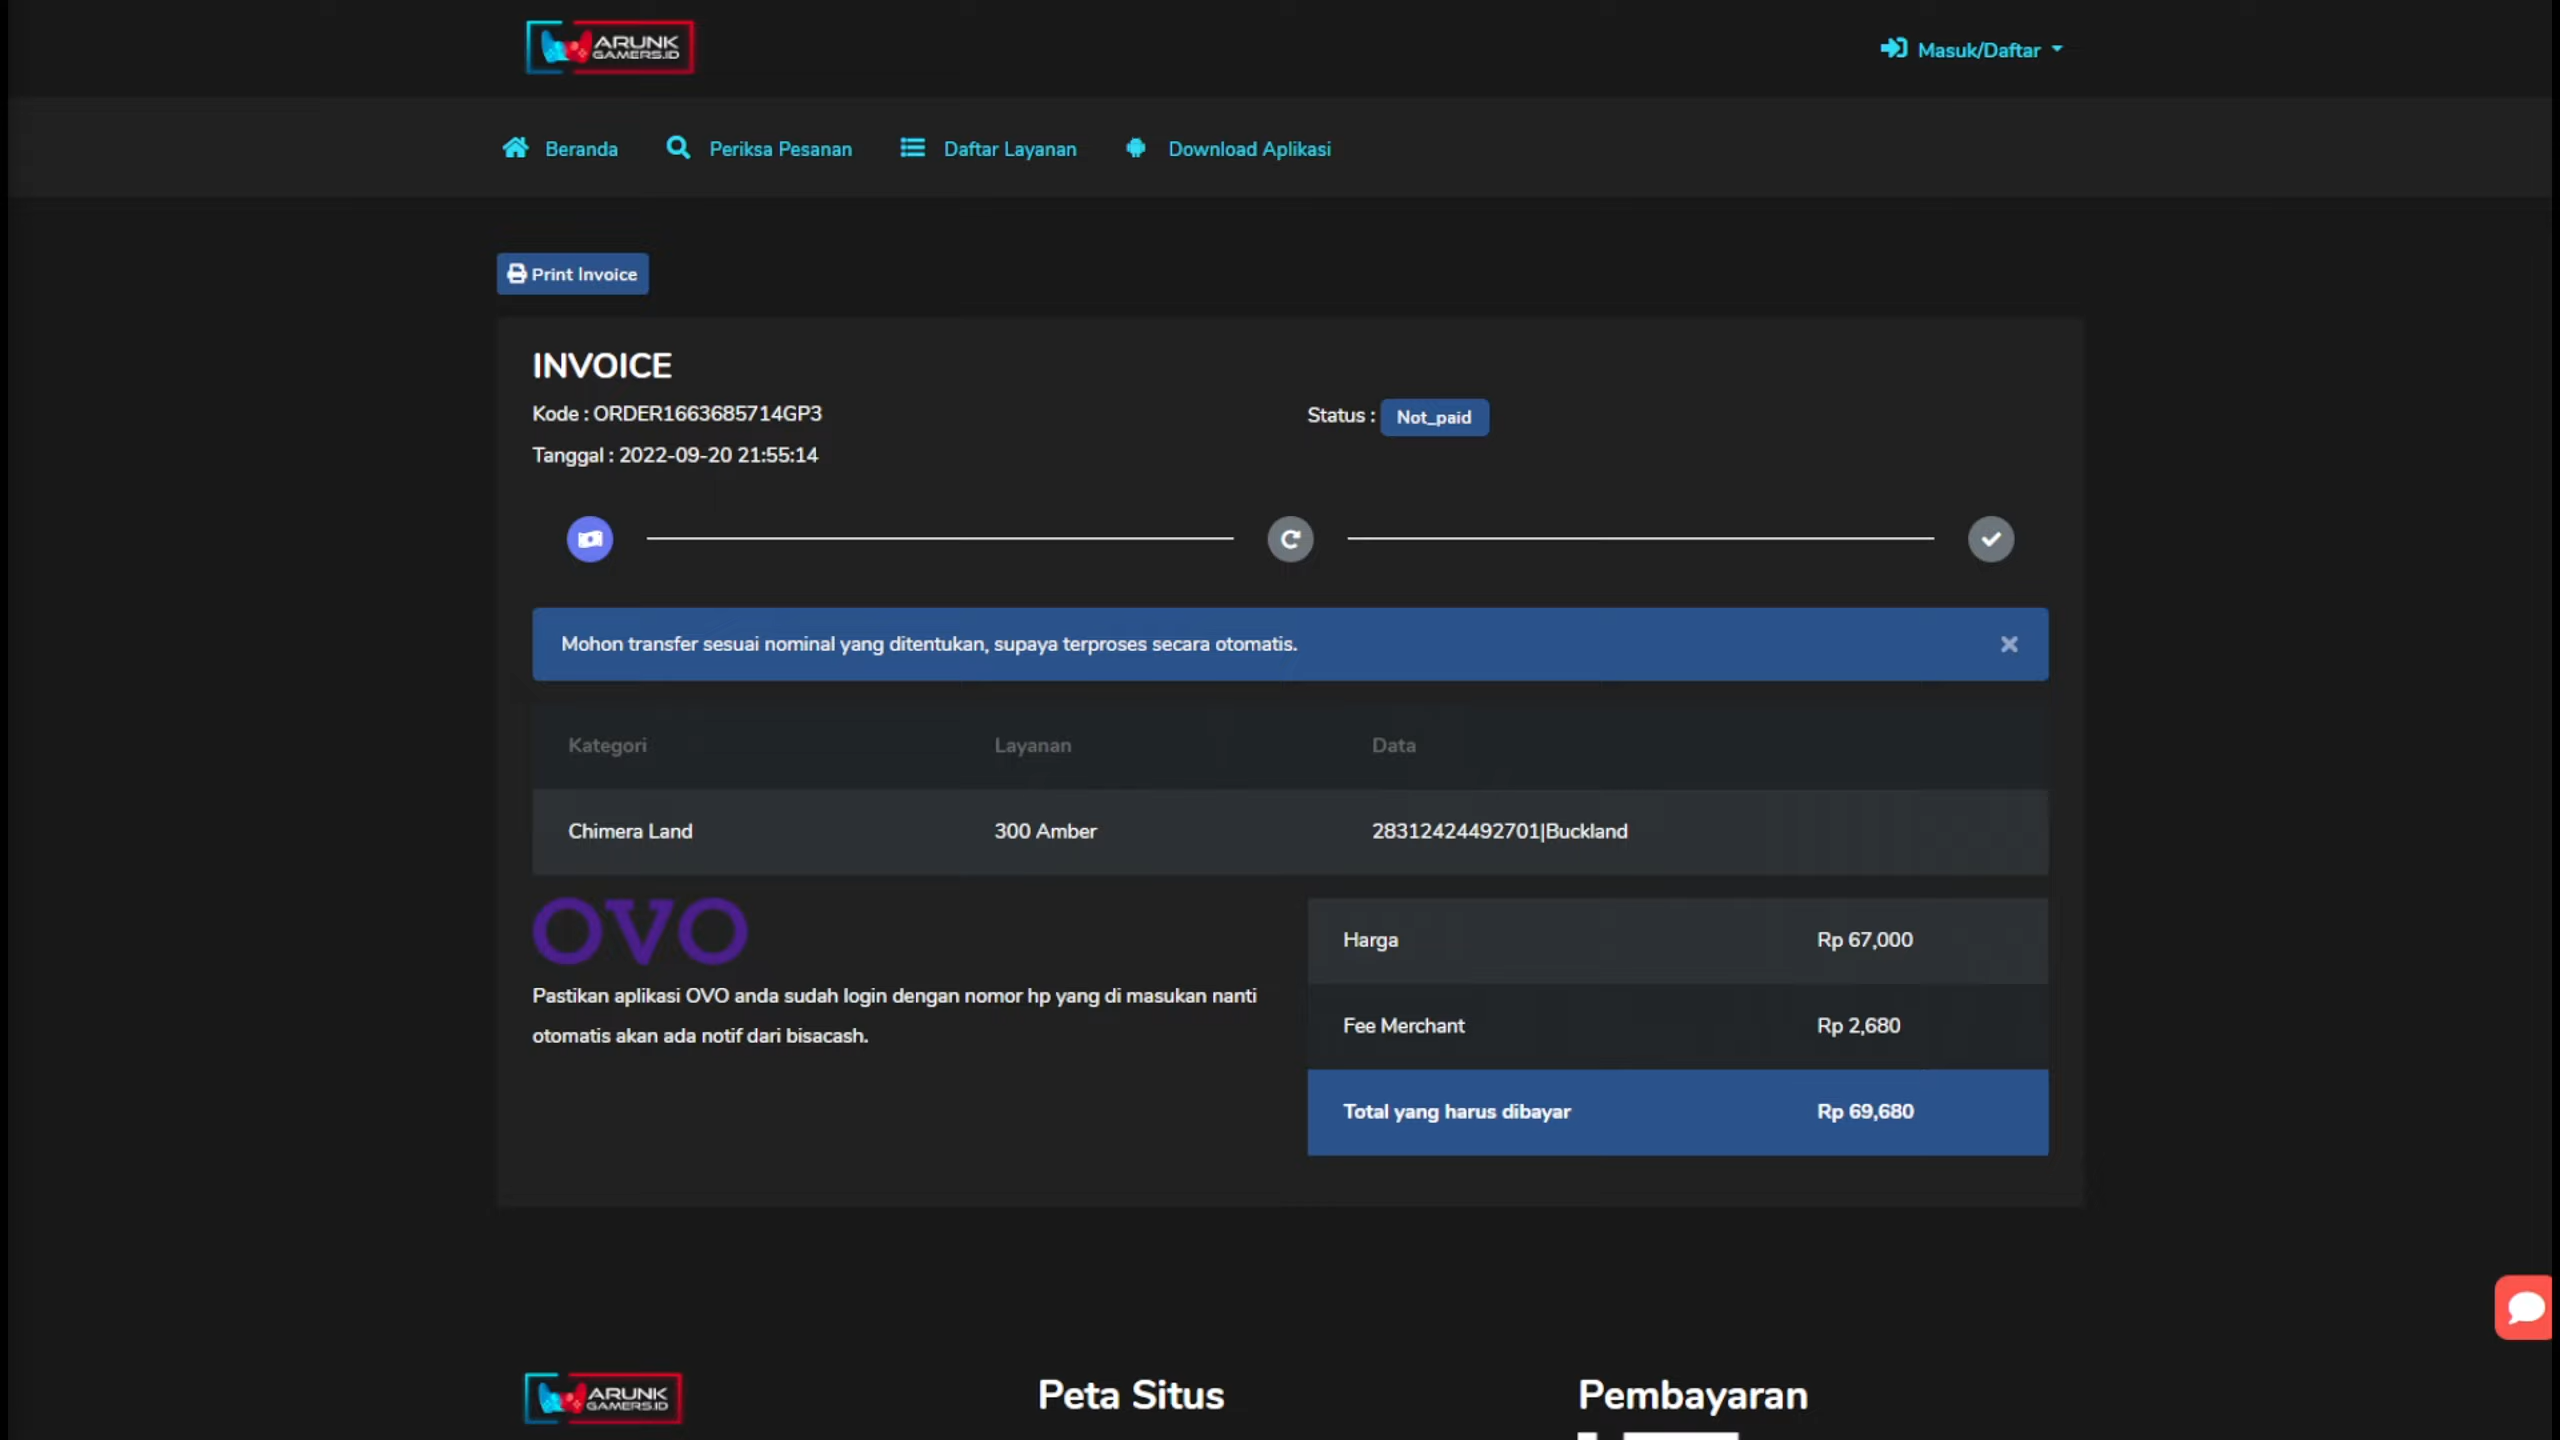 ARUNK
GAMERS.ID
Masuk/Daftar
Beranda
Periksa Pesanan
Daftar Layanan
Download Aplikasi
Print Invoice
INVOICE
Kode : ORDER1663685714GP3
Status : Not_paid
Tanggal : 2022-09-20 21:55:14
Mohon transfer sesuai nominal yang ditentukan, supaya terproses secara otomatis.
Kategori Layanan Data
Chimera Land 300 Amber 28312424492701|Buckland
OVO
Pastikan aplikasi OVO anda sudah login dengan nomor hp yang di masukan nanti
otomatis akan ada notif dari bisacash.
Harga Rp 67,000
Fee Merchant Rp 2,680
Total yang harus dibayar Rp 69,680
ARUNK
GAMERS.ID
Peta Situs
Pembayaran